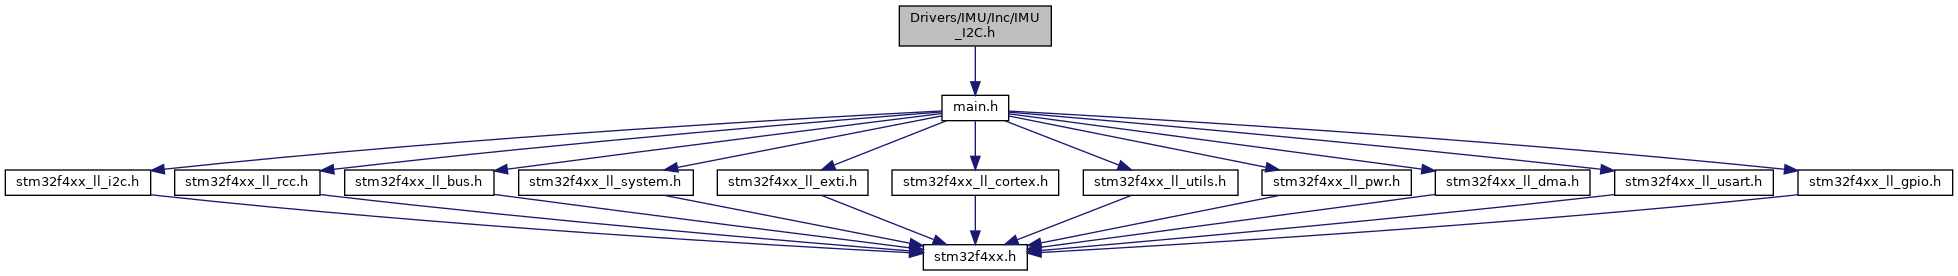 Drivers/IMU/Inc/IMU
_I2C.h
main.h
stm32f4xx_ll_i2c.h
stm32f4xx_ll_rcc.h
stm32f4xx_ll_bus.h
stm32f4xx_ll_system.h
stm32f4xx_ll_exti.h
stm32f4xx_ll_cortex.h
stm32f4xx_ll_utils.h
stm32f4xx_ll_pwr.h
stm32f4xx_ll_dma.h
stm32f4xx_ll_usart.h
stm32f4xx_ll_gpio.h
stm32f4xx.h